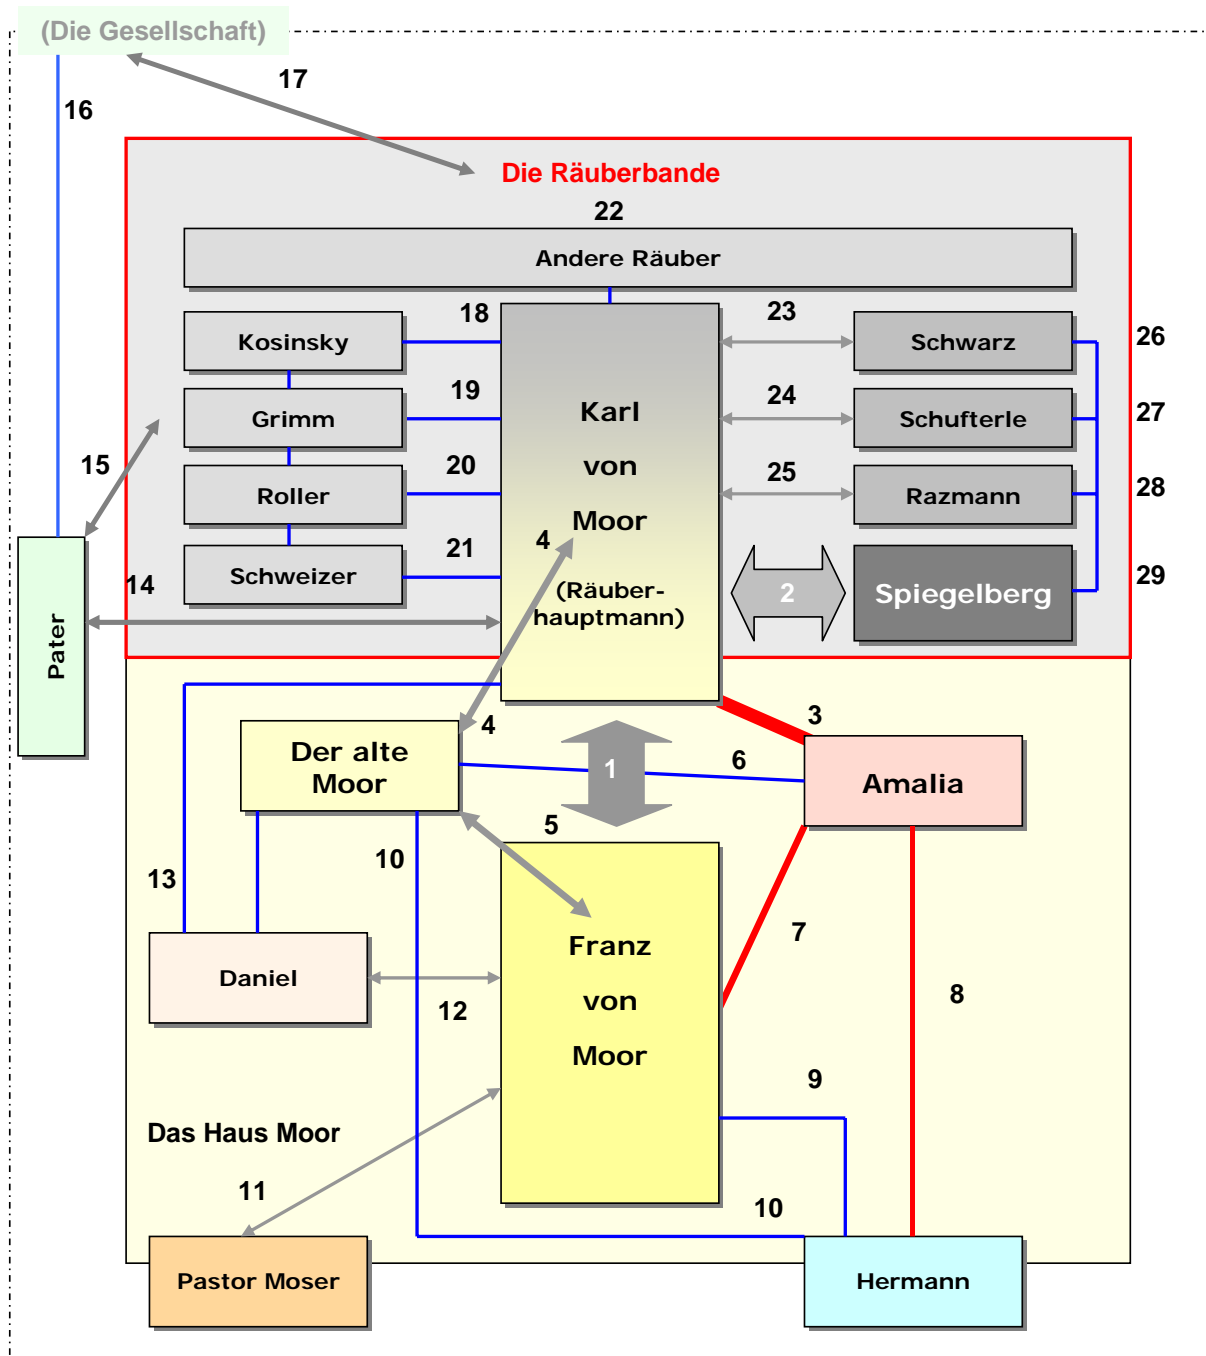 (Die Gesellschaft)
17
16
Die Räuberbande
22
Andere Räuber
18
23
Kosinsky
Schwarz
26
19
24
Grimm
Karl
Schufterle
27
15
20
von
25
Roller
Razmann
28
Moor
4
21
Schweizer
14
(Räuber-
hauptmann)
2
Spiegelberg
29
Pater
3
4
Der alte
Moor
1
6
Amalia
5
10
13
7
Franz
Daniel
12
von
8
Moor
9
Das Haus Moor
11
10
Pastor Moser
Hermann